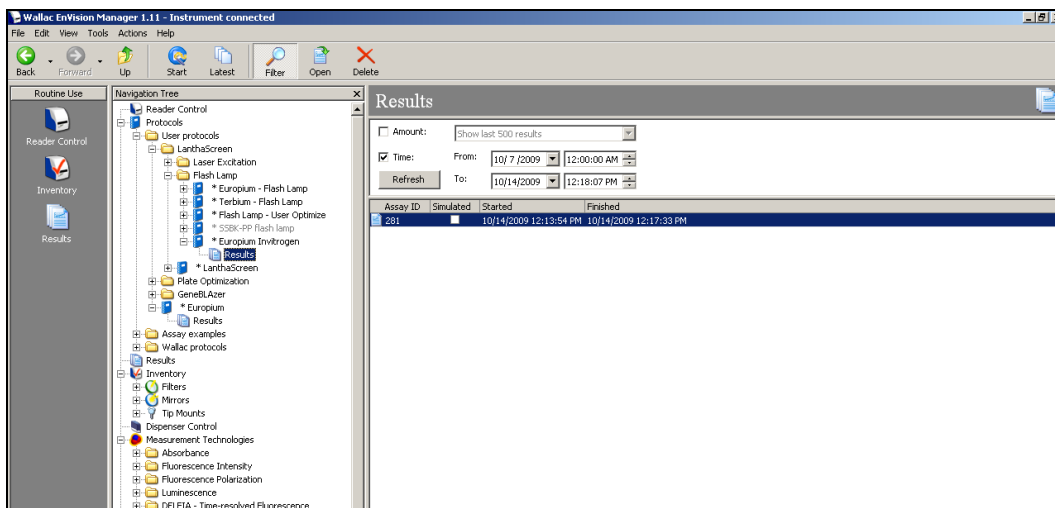 Wallac EnVision Manager 1.11 - Instrument connected
File Edit View Tools Actions Help
Back Forward Up Start Latest Filter Open Delete
Routine Use
Reader Control
Inventory
Results
Navigation Tree
Reader Control
Protocols
User protocols
LanthaScreen
Laser Excitation
Flash Lamp
* Europium - Flash Lamp
* Terbium - Flash Lamp
* Flash Lamp - User Optimize
* SSBK-PP flash lamp
* Europium Invitrogen
Results
* LanthaScreen
Plate Optimization
GeneBLAzer
* Europium
Results
Assay examples
Wallac protocols
Results
Inventory
Filters
Mirrors
Tip Mounts
Dispenser Control
Measurement Technologies
Absorbance
Fluorescence Intensity
Fluorescence Polarization
Luminescence
DELFIA - Time-resolved Fluorescence
Results
Amount: Show last 500 results
Time: From: 10/ 7 /2009 12:00:00 AM
Refresh To: 10/14/2009 12:18:07 PM
Assay ID Simulated Started Finished
281 10/14/2009 12:13:54 PM 10/14/2009 12:17:33 PM